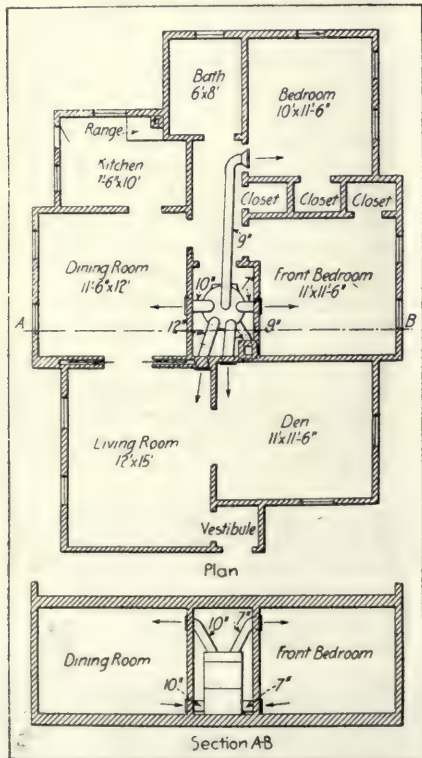 Bath
6'x8'
Bedroom
10'x11'-6"
Range
Kitchen
7'-6"x10'
Closet
Closet
Closet
9"
Dining Room
11'-6"x12'
10"
7"
Front Bedroom
11'x11'-6"
A
B
12"
9"
Living Room
12'x15'
Den
11'x11'-6"
Vestibule
Plan
10"
7"
Dining Room
Front Bedroom
10"
7"
Section A-B